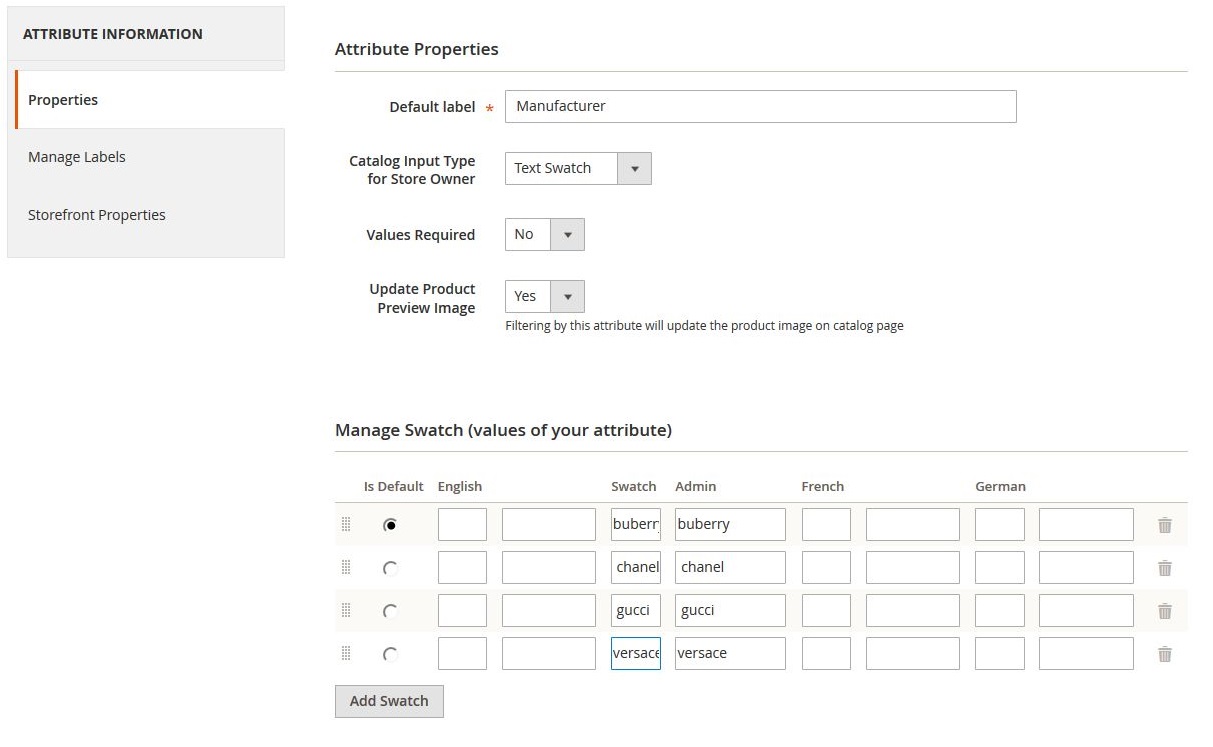 ATTRIBUTE INFORMATION
Properties
Manage Labels
Storefront Properties
Attribute Properties
Default label * Manufacturer
Catalog Input Type
for Store Owner
Text Swatch
Values Required No
Update Product
Preview Image
Yes
Filtering by this attribute will update the product image on catalog page
Manage Swatch (values of your attribute)
Is Default English Swatch Admin French German
buberry buberry
chanel chanel
gucci gucci
versace versace
Add Swatch